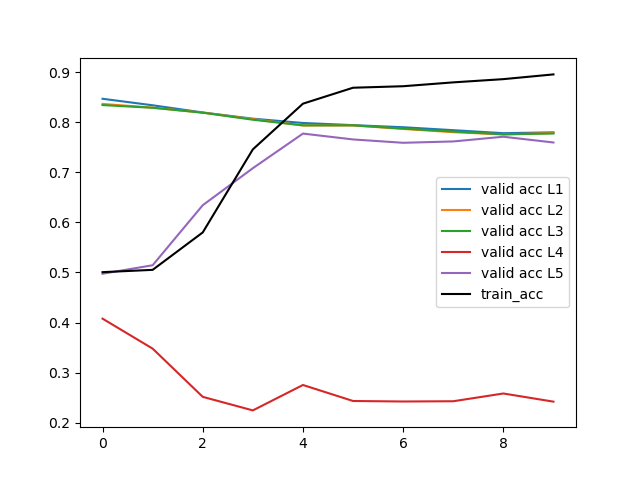 0.9
0.8
0.7
0.6
0.5
0.4
0.3
0.2
valid acc L1
valid acc L2
valid acc L3
valid acc L4
valid acc L5
train_acc
0 2 4 6 8